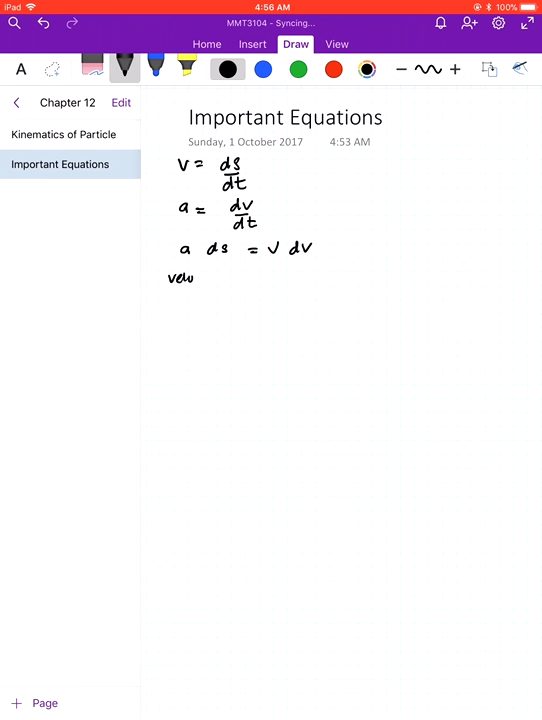 iPad 4:56 AM 100%
MMT3104 - Syncing...
Home Insert Draw View
A
Chapter 12 Edit
Kinematics of Particle
Important Equations
Important Equations
Sunday, 1 October 2017 4:53 AM
v = ds/dt
a = dv/dt
a ds = v dv
velo
+ Page